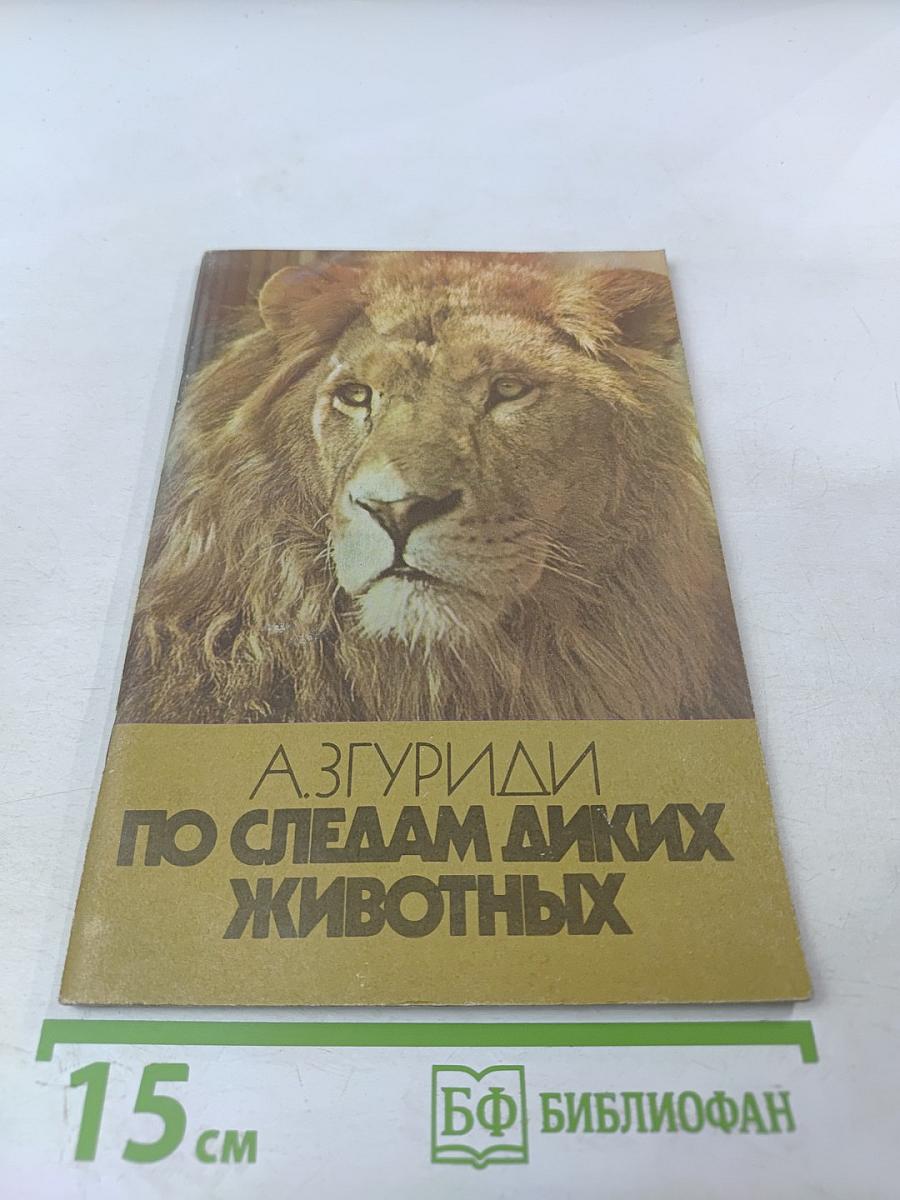 А.ЗГУРИДИ
ПО СЛЕДАМ ДИКИХ
ЖИВОТНЫХ
15 см
БФ БИБЛИОФАН